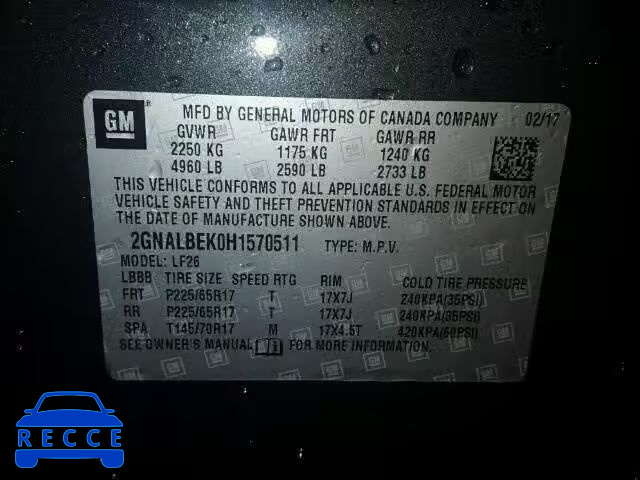 GM
MFD BY GENERAL MOTORS OF CANADA COMPANY 02/17
GVWR GAWR FRT GAWR RR
2250 KG 1175 KG 1240 KG
4960 LB 2590 LB 2733 LB
THIS VEHICLE CONFORMS TO ALL APPLICABLE U.S. FEDERAL MOTOR
VEHICLE SAFETY AND THEFT PREVENTION STANDARDS IN EFFECT ON
THE DATE OF MANUFACTURE SHOWN ABOVE.
2GNALBEK0H1570511 TYPE: M.P.V.
MODEL: LF26
LBBB TIRE SIZE SPEED RTG RIM COLD TIRE PRESSURE
FRT P225/65R17 T 17X7J 240KPA(35PSI)
RR P225/65R17 T 17X7J 240KPA(35PSI)
SPA T145/70R17 M 17X4.5T 420KPA(60PSI)
SEE OWNER'S MANUAL FOR MORE INFORMATION.
EpicVIN.com